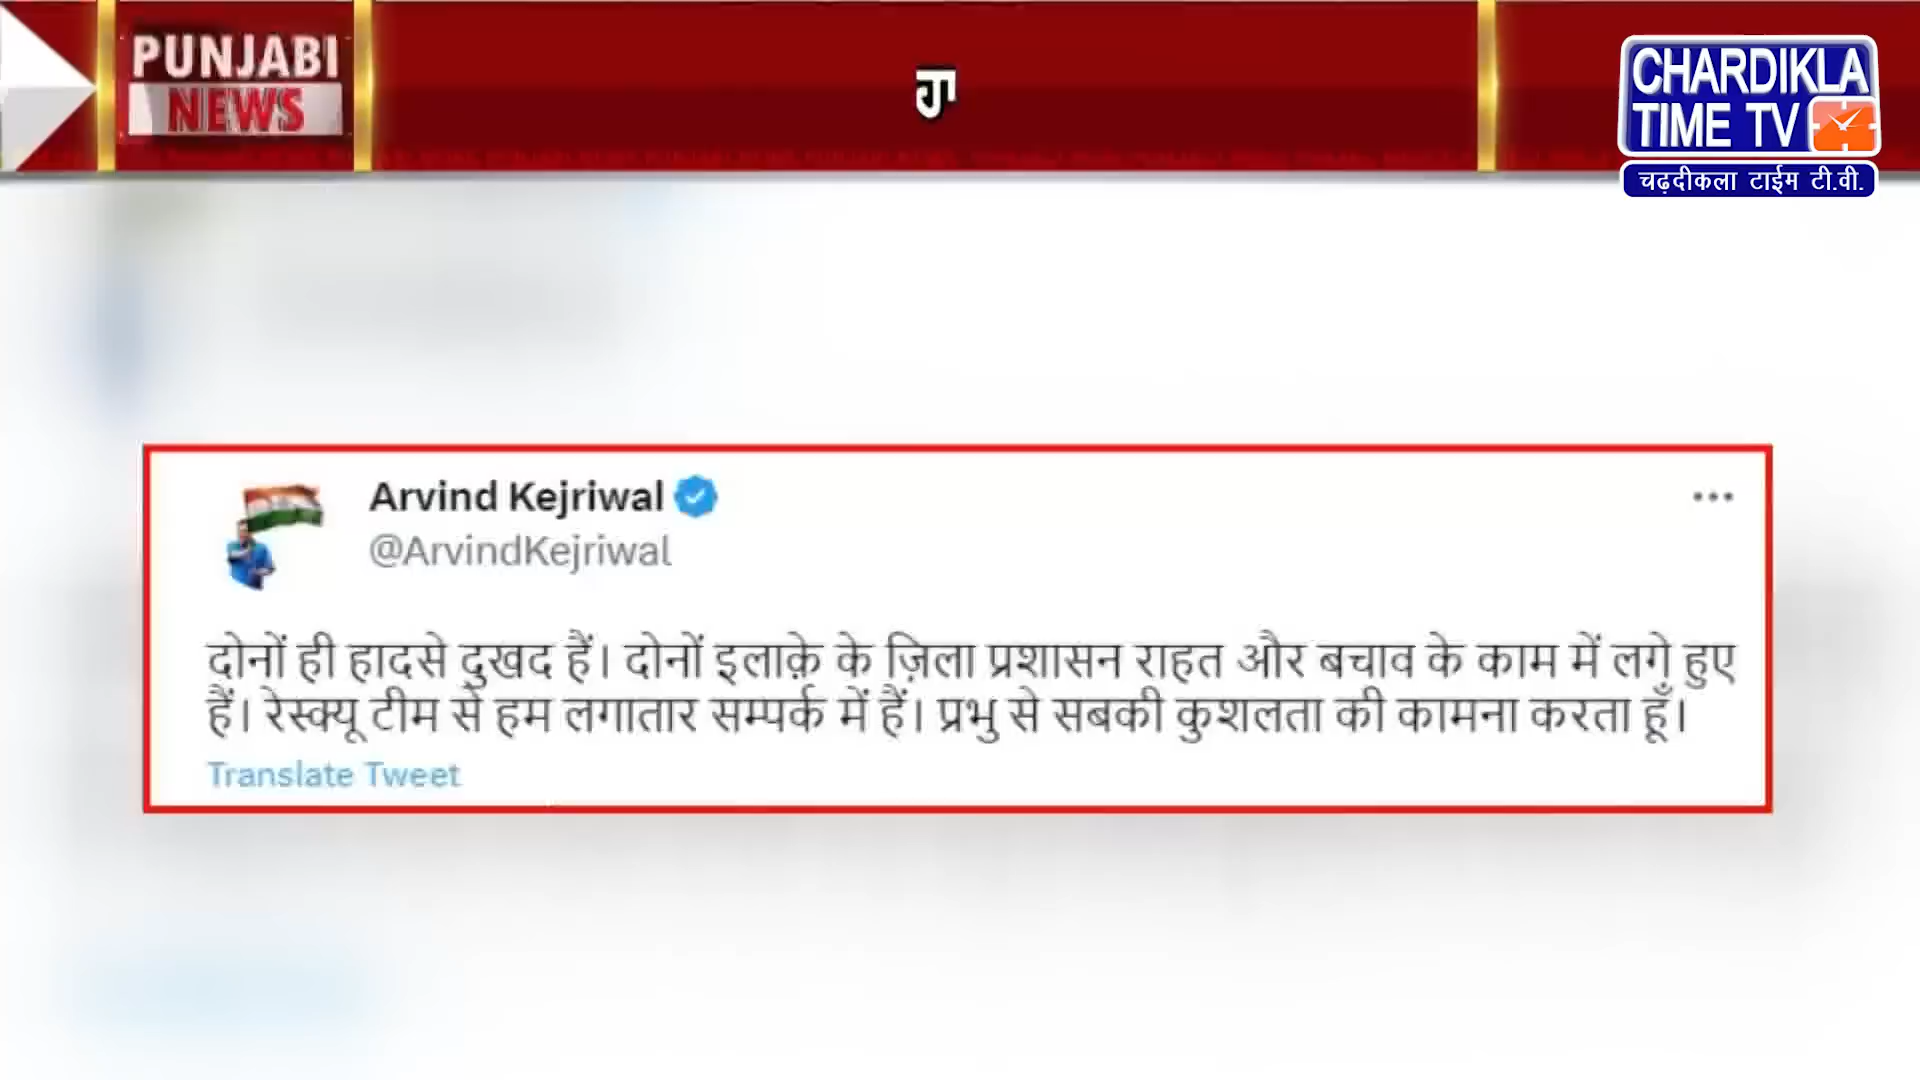 PUNJABI
NEWS
ਹਾ
CHARDIKLA
TIME TV
चढ़दीकला टाईम टी.वी.
Arvind Kejriwal
@ArvindKejriwal
दोनों ही हादसे दुखद हैं। दोनों इलाक़े के ज़िला प्रशासन राहत और बचाव के काम में लगे हुए
हैं। रेस्क्यू टीम से हम लगातार सम्पर्क में हैं। प्रभु से सबकी कुशलता की कामना करता हूँ।
Translate Tweet